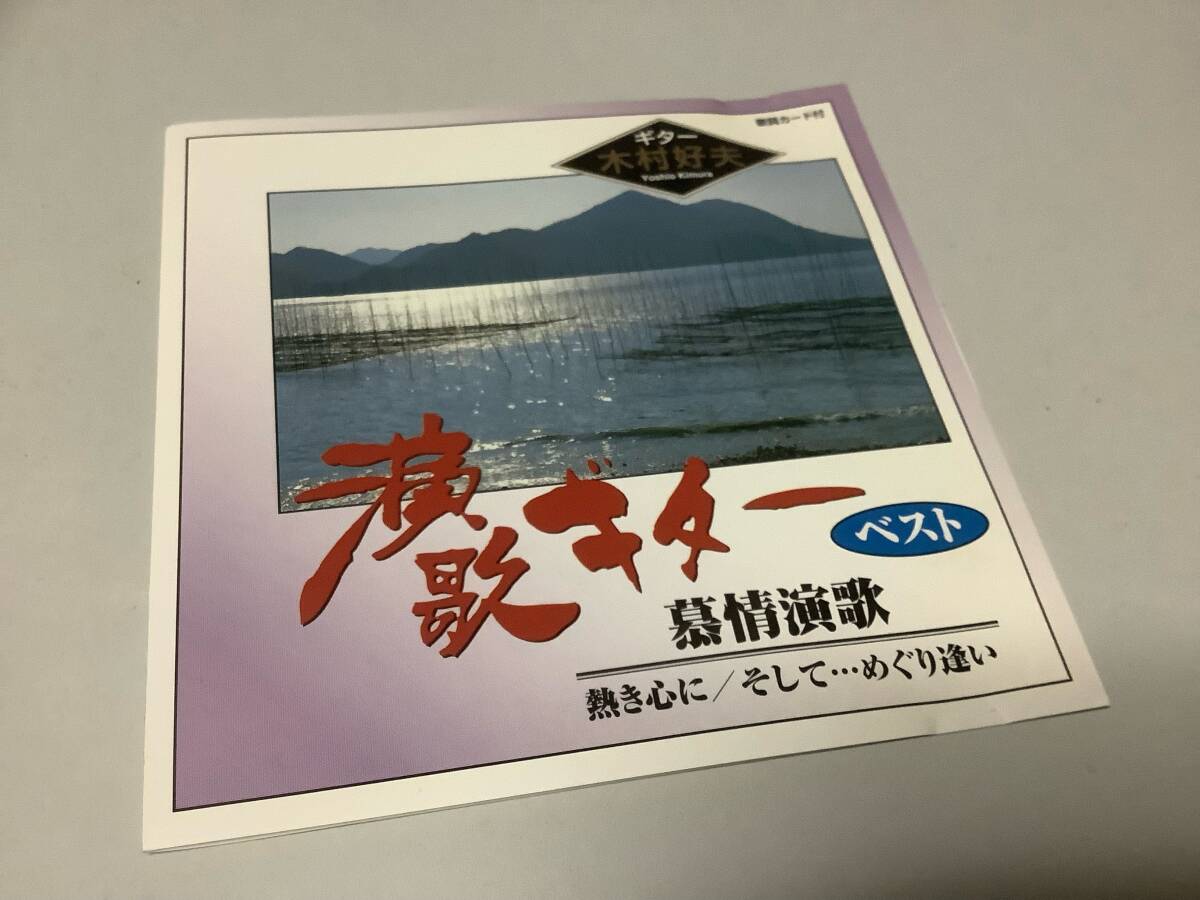 歌詞カード付
ギター
木村好夫
Yoshio Kimura
演歌ギター
ベスト
慕情演歌
熱き心に／そして…めぐり逢い